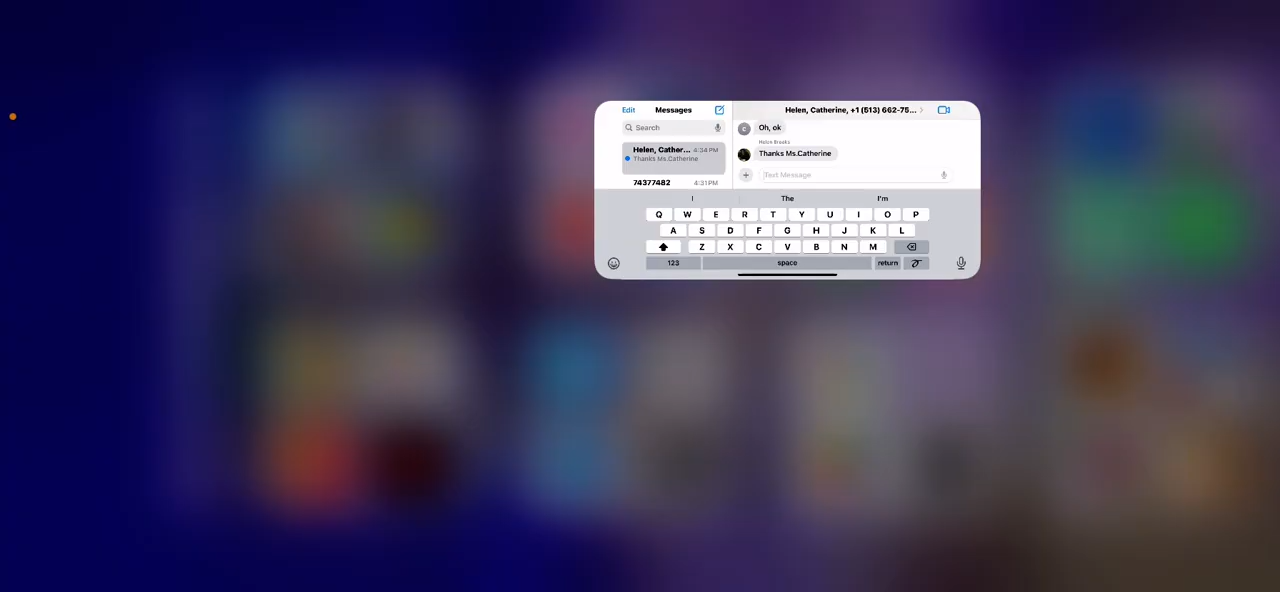 Edit Messages
Search
Helen, Cather... 4:34 PM
Thanks Ms.Catherine
74377482 4:31 PM
Helen, Catherine, +1 (513) 662-75... >
C
Oh, ok
Helen Breaks
Thanks Ms.Catherine
Text Message
I The I'm
Q W E R T Y U I O P
A S D F G H J K L
Z X C V B N M
123 space return